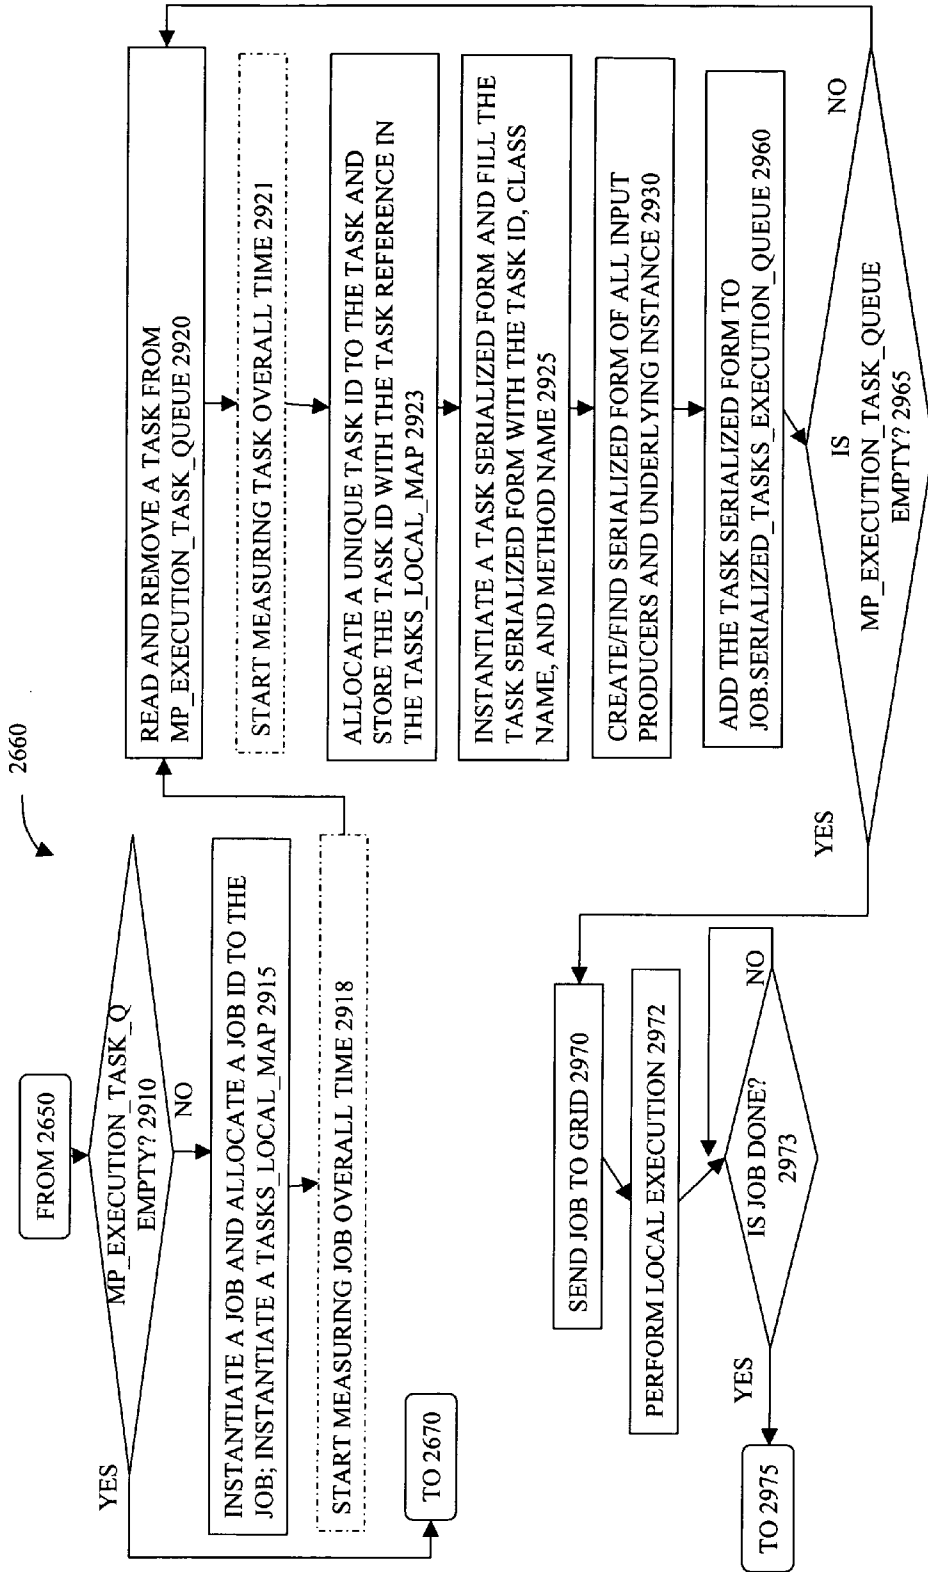 2660
FROM 2650
MP_EXECUTION_TASK_Q
EMPTY? 2910
YES
NO
INSTANTIATE A JOB AND ALLOCATE A JOB ID TO THE
JOB; INSTANTIATE A TASKS_LOCAL_MAP 2915
START MEASURING JOB OVERALL TIME 2918
TO 2670
READ AND REMOVE A TASK FROM
MP_EXECUTION_TASK_QUEUE 2920
START MEASURING TASK OVERALL TIME 2921
ALLOCATE A UNIQUE TASK ID TO THE TASK AND
STORE THE TASK ID WITH THE TASK REFERENCE IN
THE TASKS_LOCAL_MAP 2923
INSTANTIATE A TASK SERIALIZED FORM AND FILL THE
TASK SERIALIZED FORM WITH THE TASK ID, CLASS
NAME, AND METHOD NAME 2925
CREATE/FIND SERIALIZED FORM OF ALL INPUT
PRODUCERS AND UNDERLYING INSTANCE 2930
ADD THE TASK SERIALIZED FORM TO
JOB.SERIALIZED_TASKS_EXECUTION_QUEUE 2960
IS
MP_EXECUTION_TASK_QUEUE
EMPTY? 2965
NO
YES
SEND JOB TO GRID 2970
PERFORM LOCAL EXECUTION 2972
IS JOB DONE?
2973
NO
YES
TO 2975